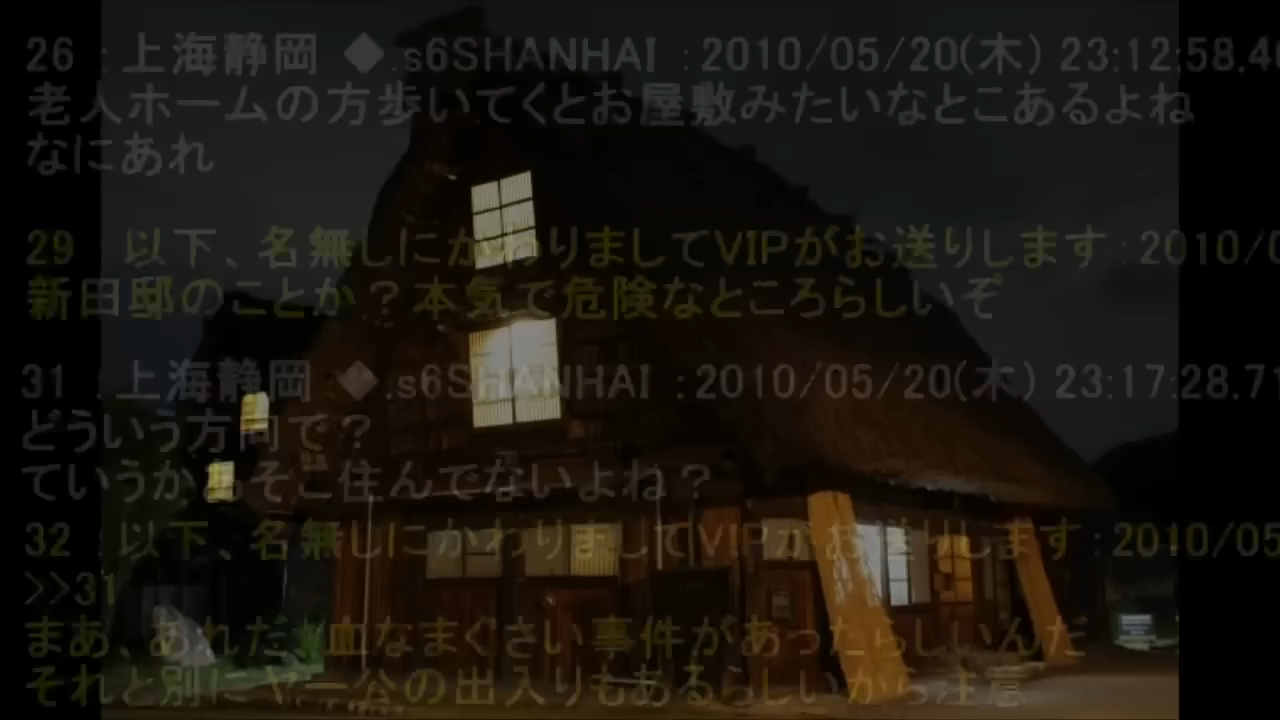 26 : 上海静岡 ◆.s6SHANHAI : 2010/05/20(木) 23:12:58.4
老人ホームの方歩いてくとお屋敷みたいなとこあるよね
なにあれ
29 以下、名無しにかわりましてVIPがお送りします : 2010/0
新田邸のことか？本気で危険なところらしいぞ
31 : 上海静岡 ◆.s6SHANHAI : 2010/05/20(木) 23:17:28.71
どういう方向で？
ていうかあそこ住んでないよね？
32 : 以下、名無しにかわりましてVIPがお送りします : 2010/05
>>31
まあ、あれだ、血なまぐさい事件があったらしいんだ
それと別にヤー公の出入りもあるらしいから注意